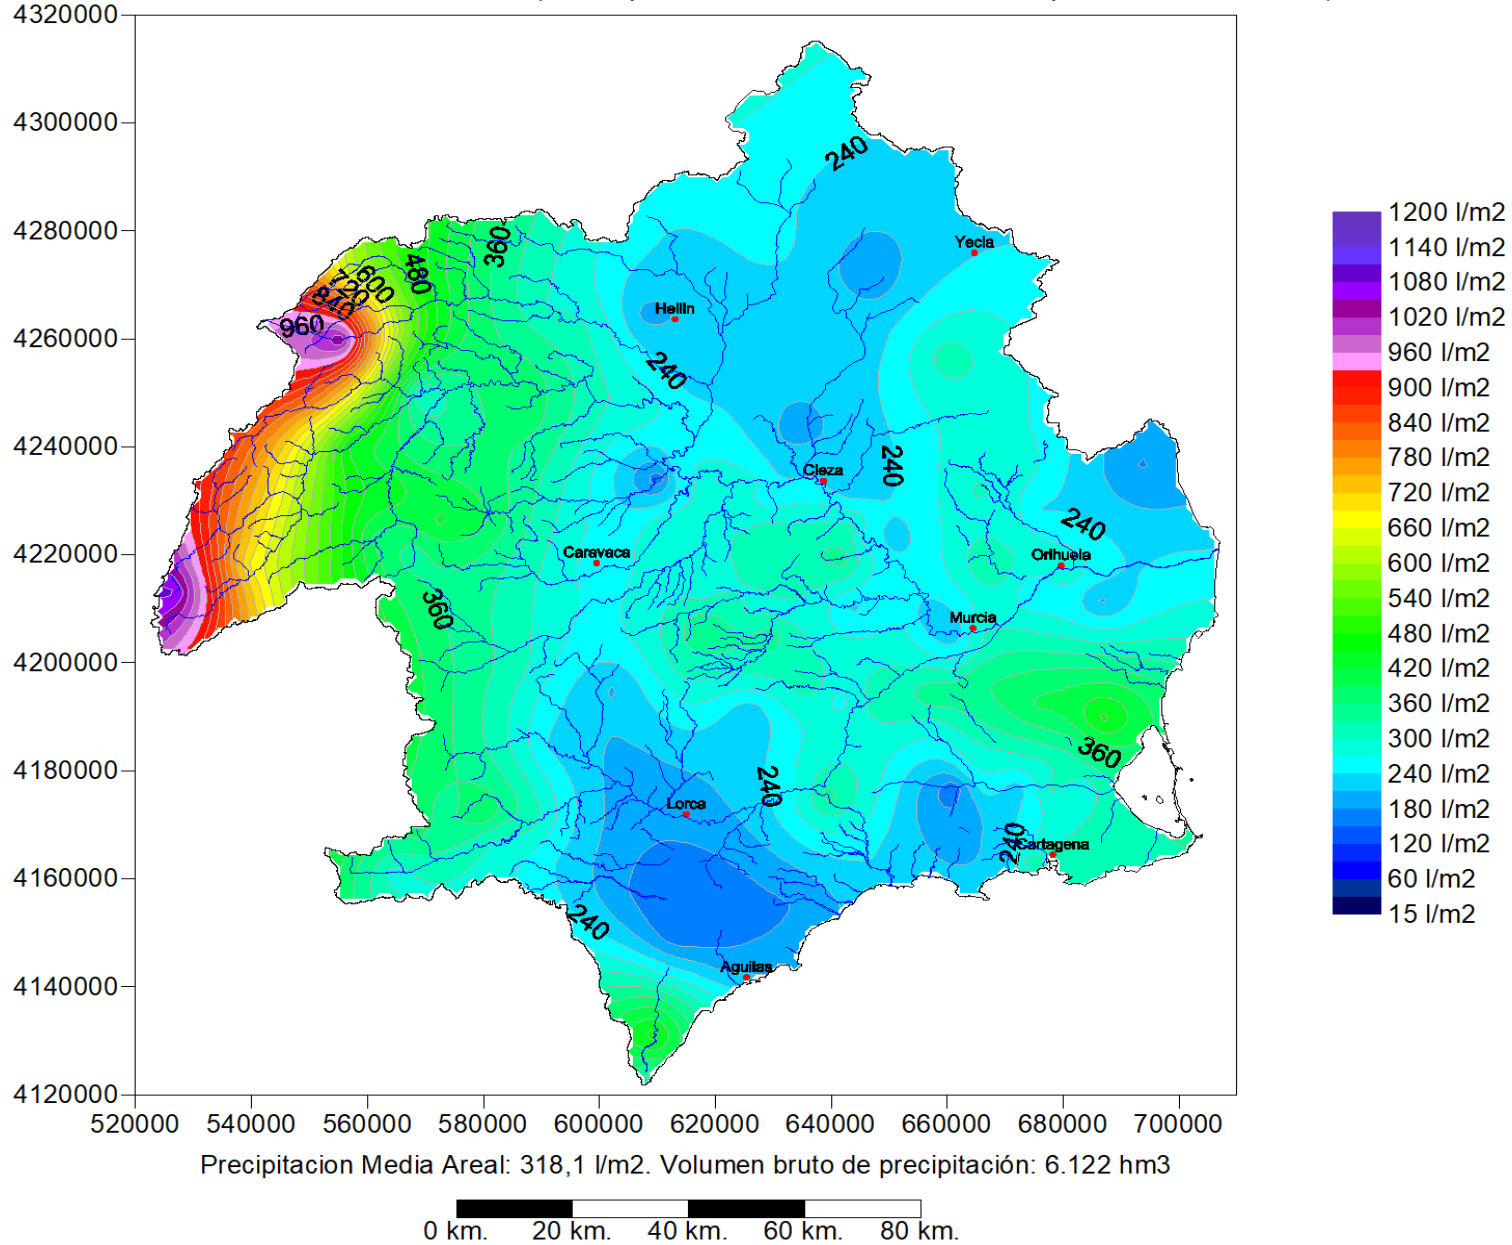 4320000
4300000
4280000
4260000
4240000
4220000
4200000
4180000
4160000
4140000
4120000
520000 540000 560000 580000 600000 620000 640000 660000 680000 700000
240
Yecla
360
480
600
720
840
960
Hellin
240
240
Cieza
240
Caravaca
Orihuela
360
Murcia
360
240
Lorca
240
Cartagena
240
Aguilas
1200 l/m2
1140 l/m2
1080 l/m2
1020 l/m2
960 l/m2
900 l/m2
840 l/m2
780 l/m2
720 l/m2
660 l/m2
600 l/m2
540 l/m2
480 l/m2
420 l/m2
360 l/m2
300 l/m2
240 l/m2
180 l/m2
120 l/m2
60 l/m2
15 l/m2
Precipitacion Media Areal: 318,1 l/m2. Volumen bruto de precipitación: 6.122 hm3
0 km. 20 km. 40 km. 60 km. 80 km.